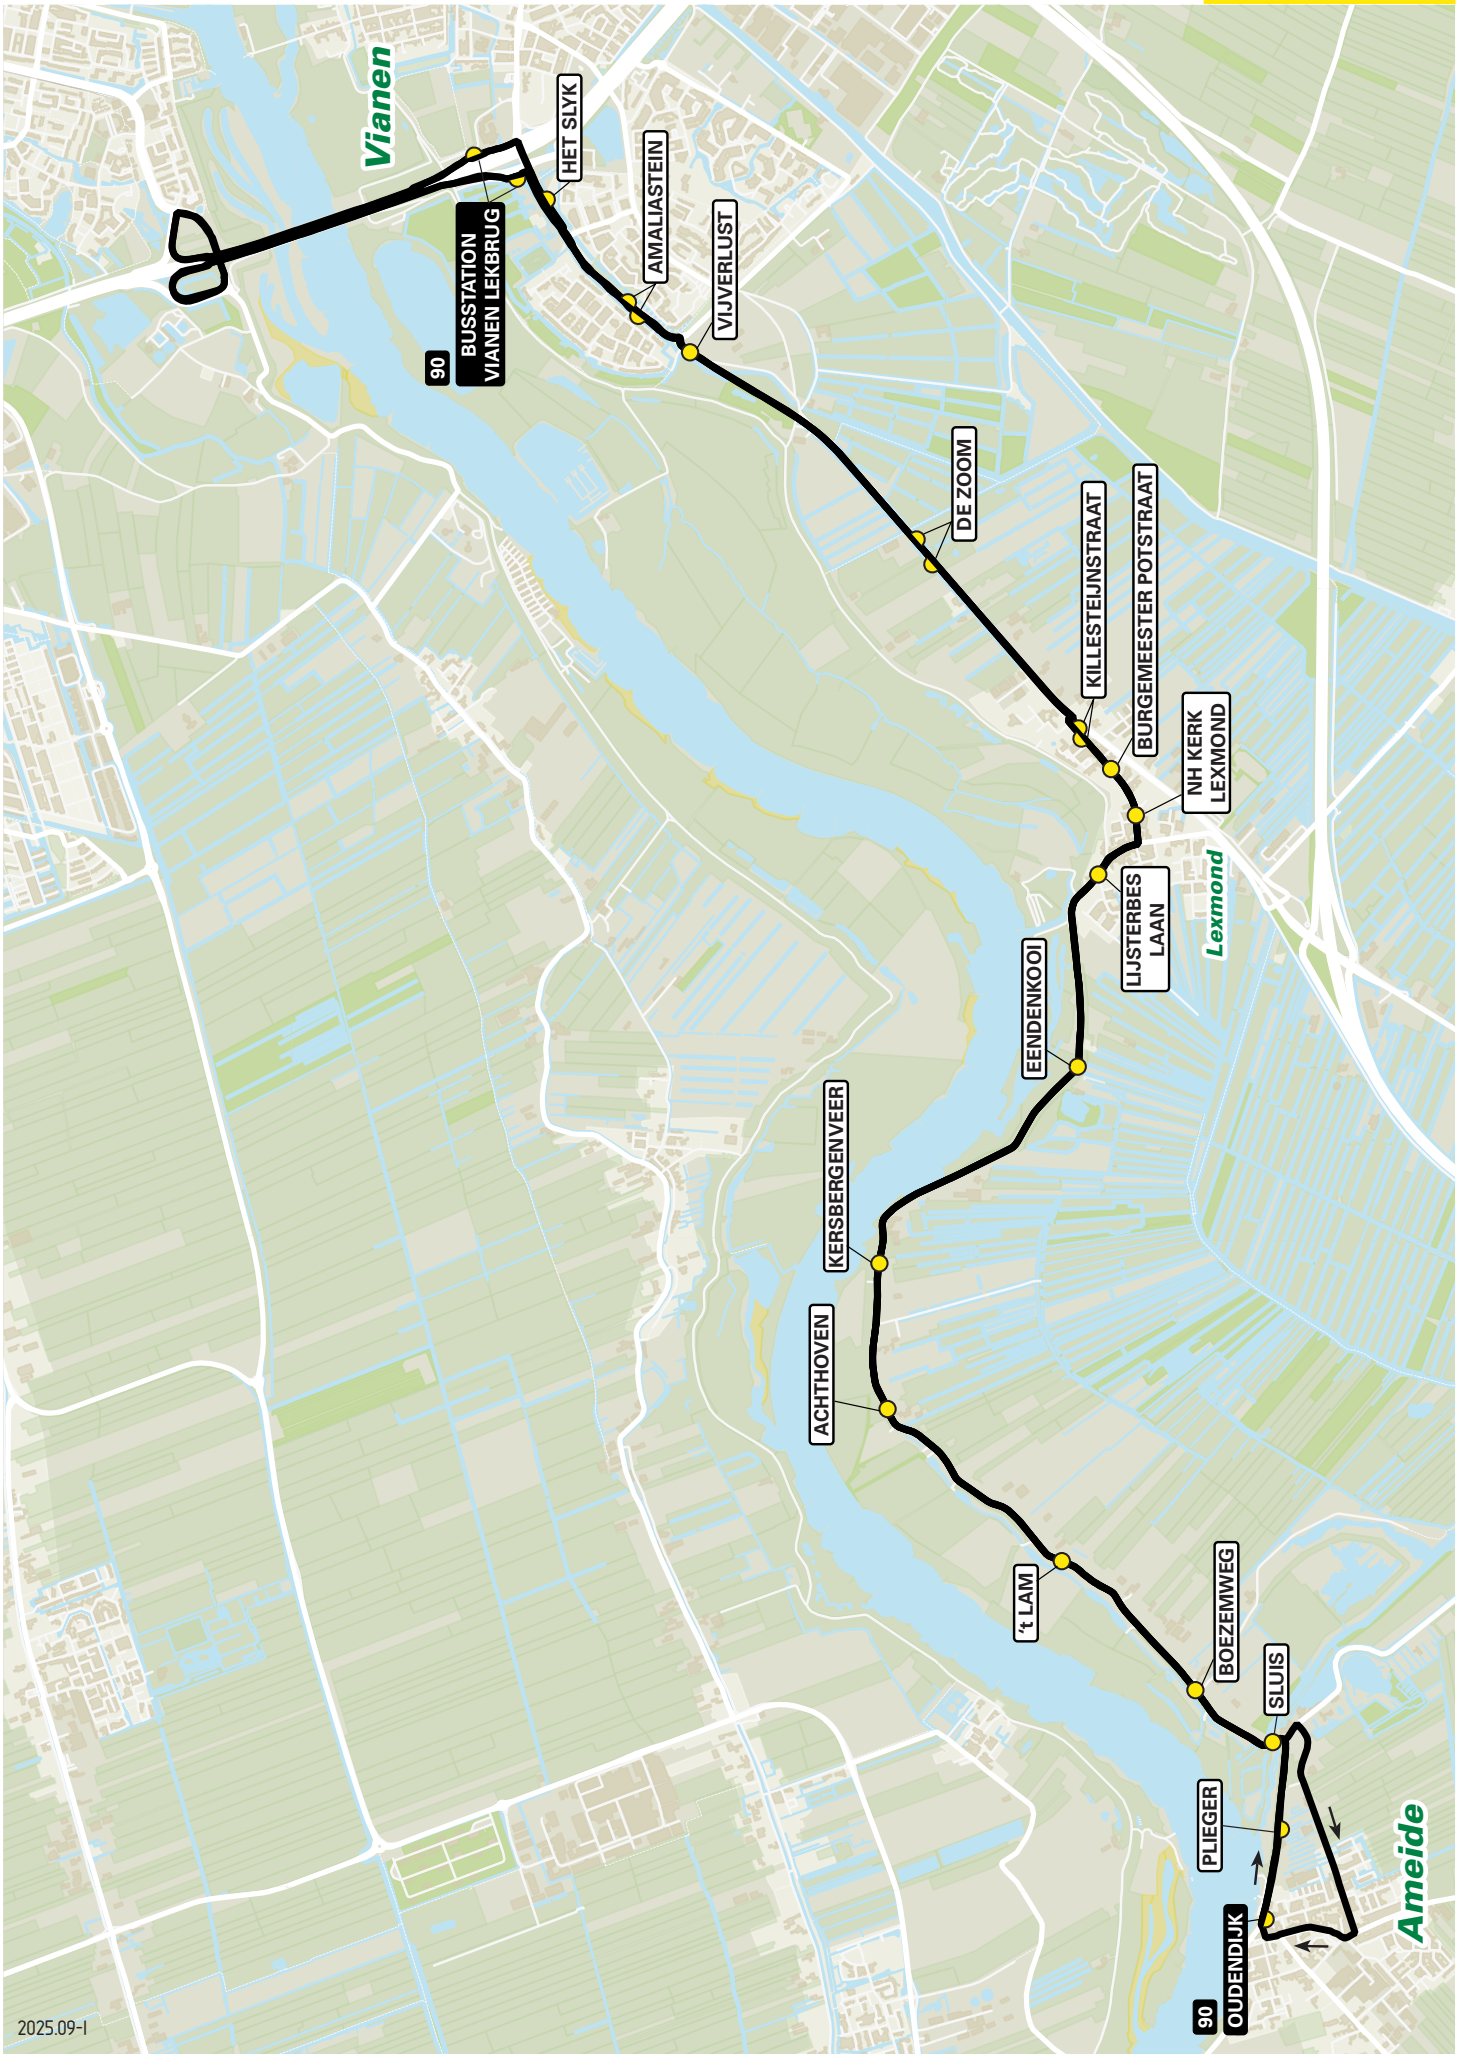 Vianen
90
BUSSTATION
VIANEN LEKBRUG
HET SLYK
AMALIASTEIN
VIJVERLUST
DE ZOOM
KILLESTEIJNSTRAAT
BURGEMEESTER POTSTRAAT
NH KERK
LEXMOND
Lexmond
LIJSTERBES
LAAN
EENDENKOOI
KERSBERGENVEER
ACHTHOVEN
't LAM
BOEZEMWEG
SLUIS
PLIEGER
90
OUDENDIJK
Ameide
2025.09-I